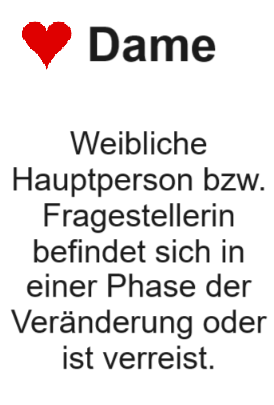 Dame
Weibliche
Hauptperson bzw.
Fragestellerin
befindet sich in
einer Phase der
Veränderung oder
ist verreist.